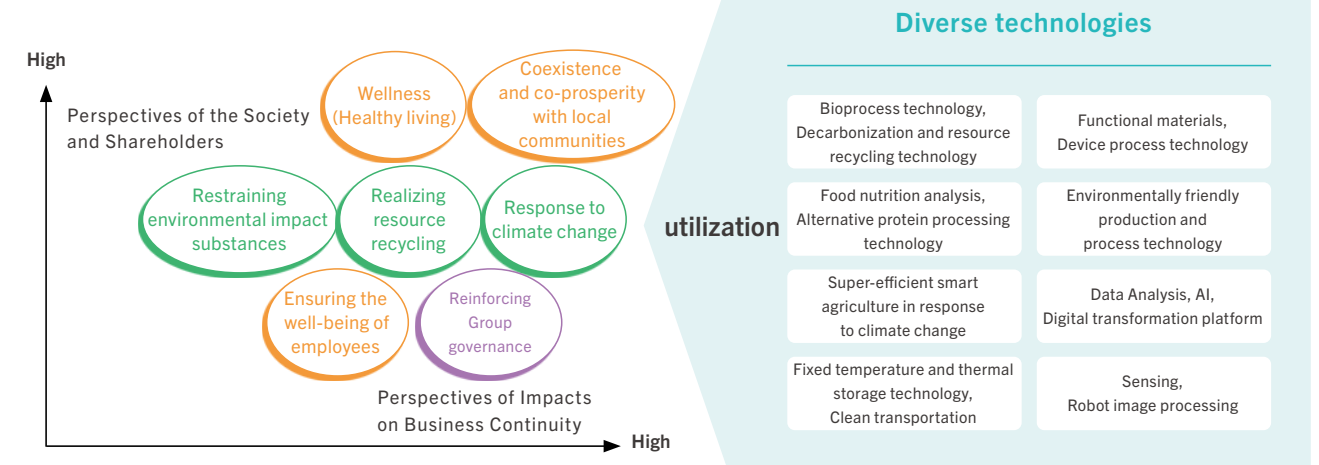 High
Perspectives of the Society
and Shareholders
Wellness
(Healthy living)
Coexistence
and co-prosperity
with local
communities
Restraining
environmental impact
substances
Realizing
resource
recycling
Response to
climate change
Ensuring the
well-being of
employees
Reinforcing
Group
governance
Perspectives of Impacts
on Business Continuity
High
utilization
Diverse technologies
Bioprocess technology,
Decarbonization and resource
recycling technology
Functional materials,
Device process technology
Food nutrition analysis,
Alternative protein processing
technology
Environmentally friendly
production and
process technology
Super-efficient smart
agriculture in response
to climate change
Data Analysis, AI,
Digital transformation platform
Fixed temperature and thermal
storage technology,
Clean transportation
Sensing,
Robot image processing